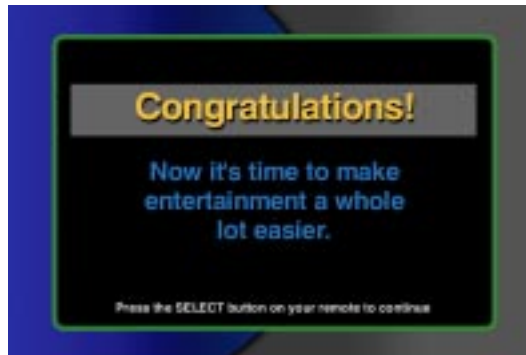 Congratulations!
Now it's time to make
entertainment a whole
lot easier.
Press the SELECT button on your remote to continue